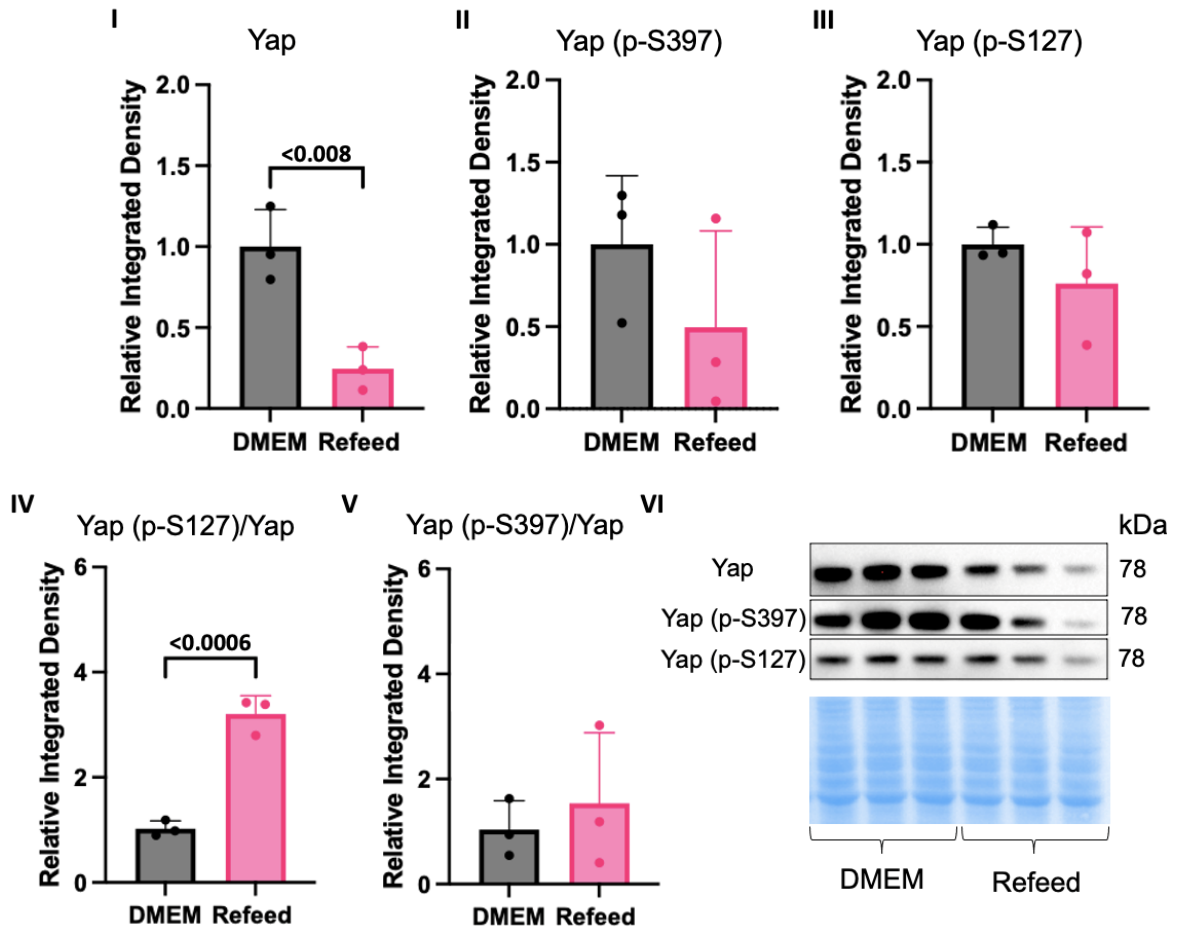 I
Yap
Relative Integrated Density
2.0
1.5
1.0
0.5
0.0
<0.008
DMEM Refeed
II
Yap (p-S397)
Relative Integrated Density
2.0
1.5
1.0
0.5
0.0
DMEM Refeed
III
Yap (p-S127)
Relative Integrated Density
2.0
1.5
1.0
0.5
0.0
DMEM Refeed
IV
Yap (p-S127)/Yap
Relative Integrated Density
6
4
2
0
<0.0006
DMEM Refeed
V
Yap (p-S397)/Yap
Relative Integrated Density
6
4
2
0
DMEM Refeed
VI
kDa
Yap 78
Yap (p-S397) 78
Yap (p-S127) 78
DMEM Refeed